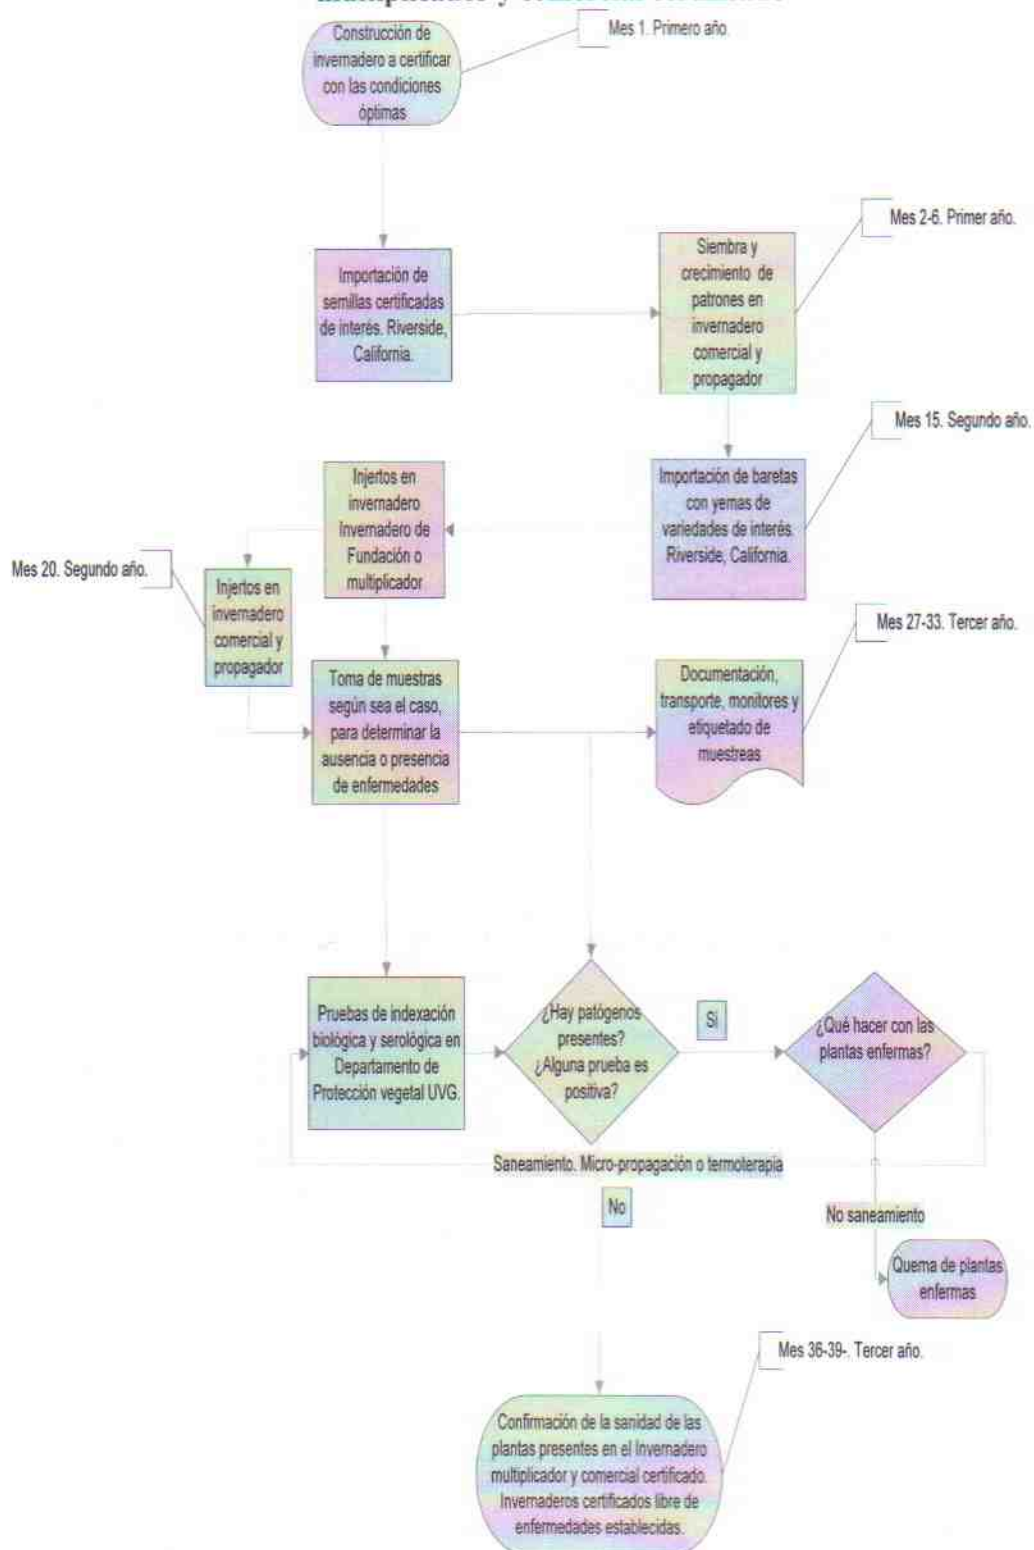 Construcción de
invernadero a certificar
con las condiciones
óptimas
Mes 1. Primero año.
Importación de
semillas certificadas
de interés. Riverside,
California.
Siembra y
crecimiento de
patrones en
invernadero
comercial y
propagador
Mes 2-6. Primer año.
Mes 15. Segundo año.
Importación de baretas
con yemas de
variedades de interés.
Riverside, California.
Injertos en
invernadero
Invernadero de
Fundación o
multiplicador
Mes 20. Segundo año.
Injertos en
invernadero
comercial y
propagador
Toma de muestras
según sea el caso,
para determinar la
ausencia o presencia
de enfermedades
Documentación,
transporte, monitores y
etiquetado de
muestreas
Mes 27-33. Tercer año.
Pruebas de indexación
biológica y serológica en
Departamento de
Protección vegetal UVG.
¿Hay patógenos
presentes?
¿Alguna prueba es
positiva?
Si
¿Qué hacer con las
plantas enfermas?
Saneamiento. Micro-propagación o termoterapia
No
No saneamiento
Quema de plantas
enfermas
Mes 36-39-. Tercer año.
Confirmación de la sanidad de las
plantas presentes en el Invernadero
multiplicador y comercial certificado.
Invernaderos certificados libre de
enfermedades establecidas.